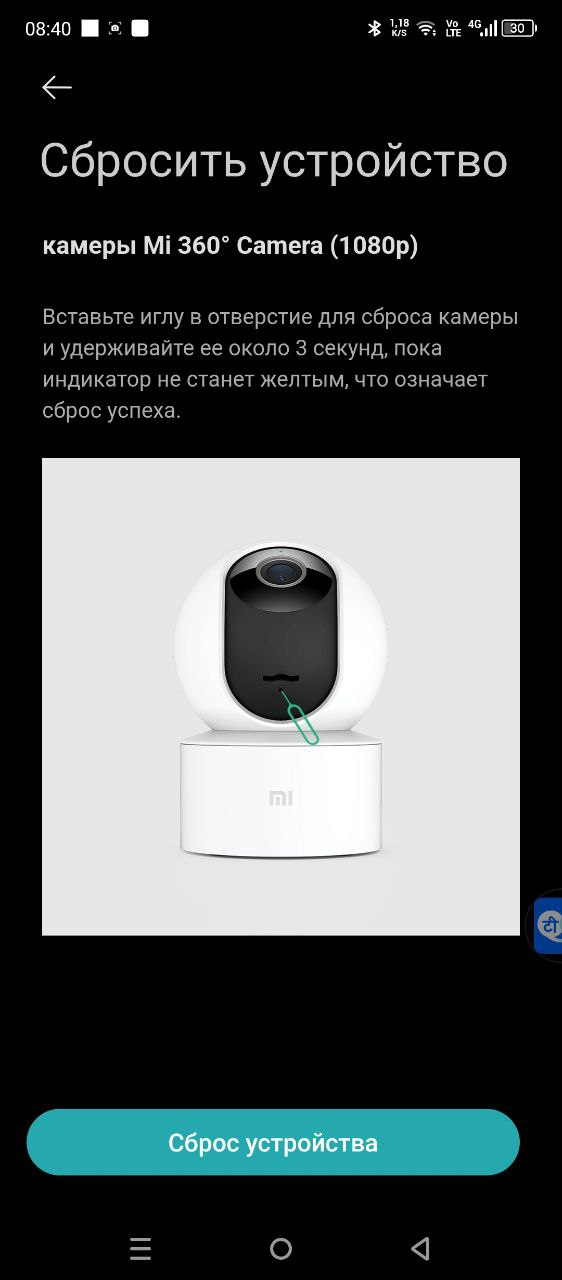 08:40
1,18 K/S
Vo LTE
4G
30
Сбросить устройство
камеры Mi 360° Camera (1080p)
Вставьте иглу в отверстие для сброса камеры
и удерживайте ее около 3 секунд, пока
индикатор не станет желтым, что означает
сброс успеха.
mi
टी
Сброс устройства